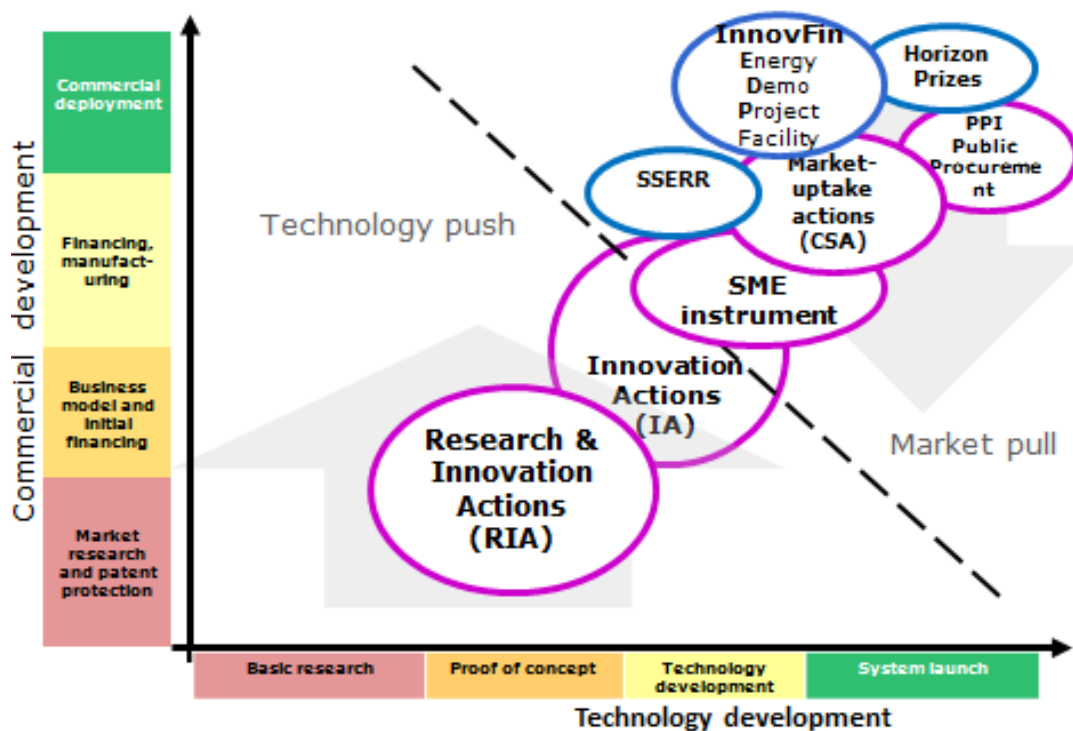 InnovFin
Energy
Demo
Project
Facility
Horizon
Prizes
PPI
Public
Procureme
nt
Market-
uptake
actions
(CSA)
SSERR
SME
instrument
Innovation
Actions
(IA)
Research &
Innovation
Actions
(RIA)
Technology push
Market pull
Commercial development
Commercial
deployment
Financing,
manufact-
uring
Business
model and
initial
financing
Market
research
and patent
protection
Basic research
Proof of concept
Technology
development
System launch
Technology development